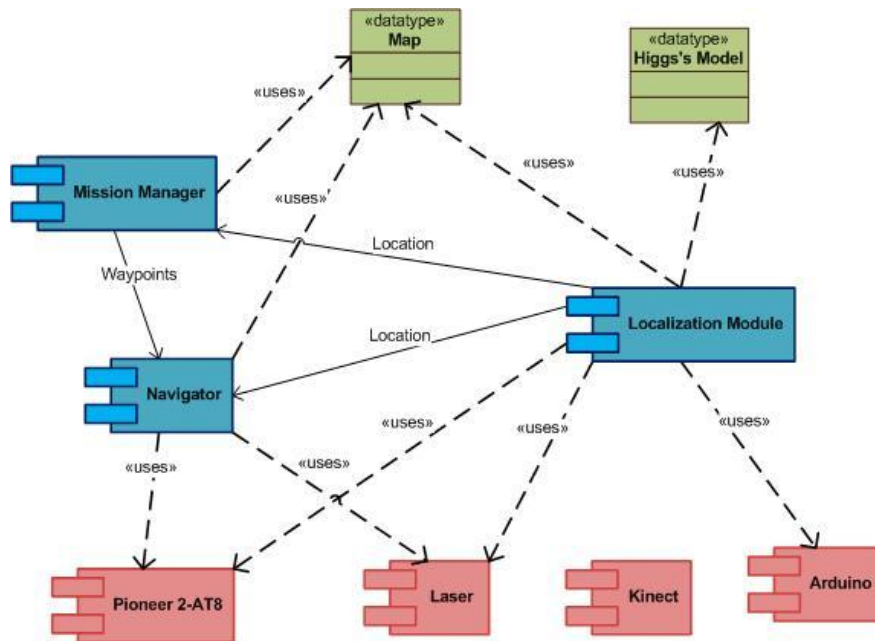 «datatype»
Map
«datatype»
Higgs's Model
«uses»
«uses»
«uses»
«uses»
Mission Manager
Location
Waypoints
Location
Localization Module
Navigator
«uses»
«uses»
«uses»
«uses»
Pioneer 2-AT8
Laser
Kinect
Arduino